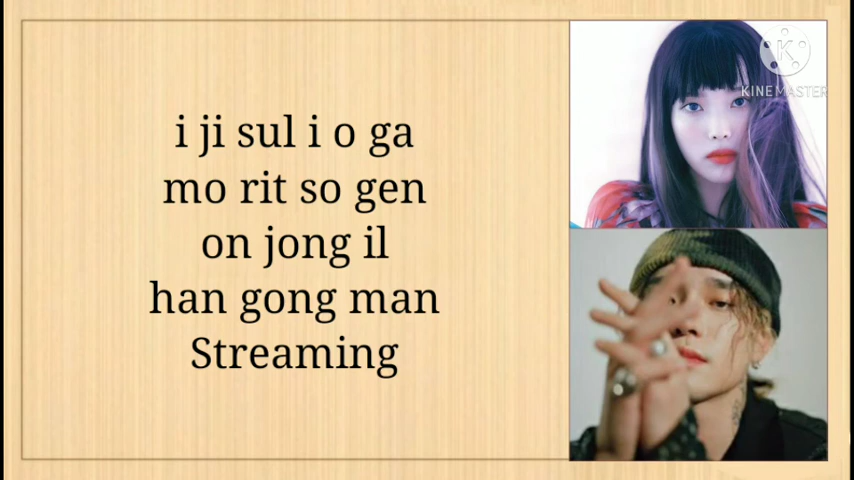 i ji sul i o ga
mo rit so gen
on jong il
han gong man
Streaming
K
KINEMASTER